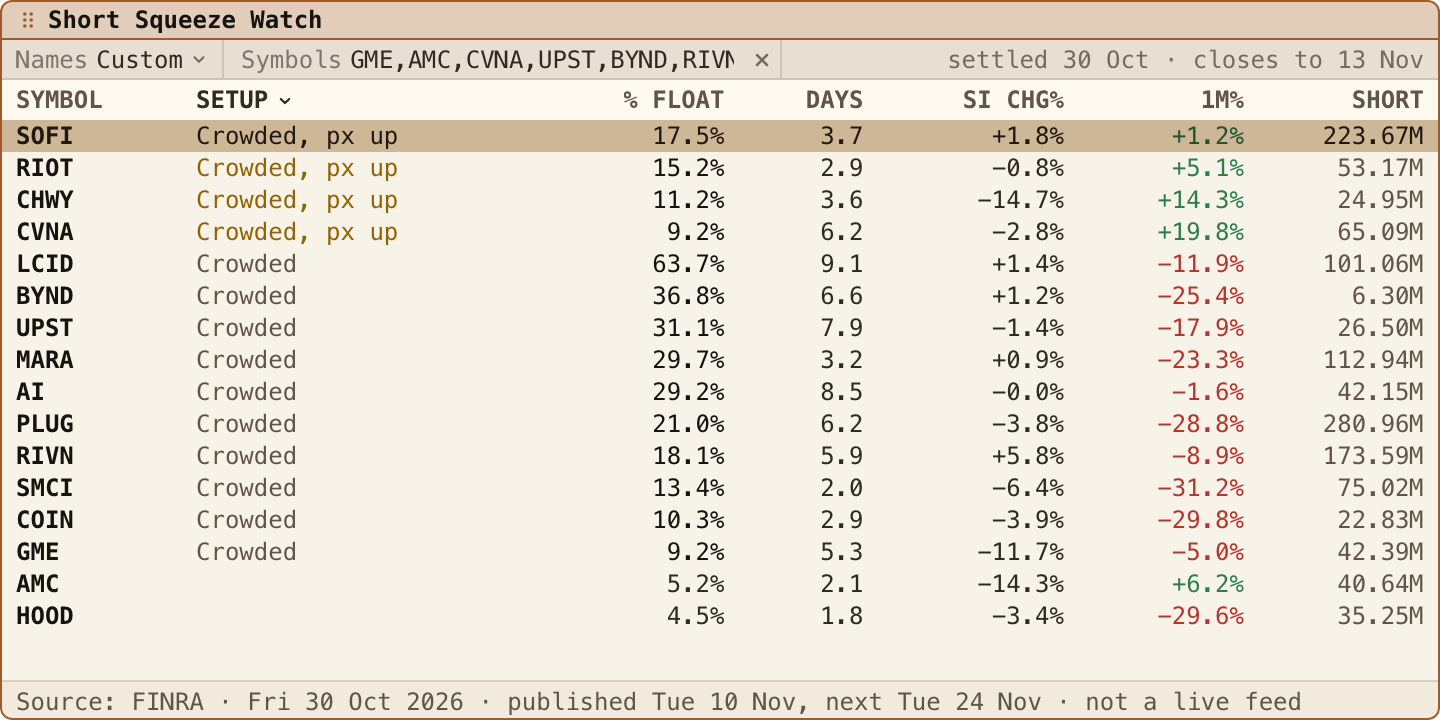 Short Squeeze Watch
Names Custom Symbols GME,AMC,CVNA,UPST,BYND,RIVN × settled 30 Oct · closes to 13 Nov
SYMBOL SETUP % FLOAT DAYS SI CHG% 1M% SHORT
SOFI Crowded, px up 17.5% 3.7 +1.8% +1.2% 223.67M
RIOT Crowded, px up 15.2% 2.9 −0.8% +5.1% 53.17M
CHWY Crowded, px up 11.2% 3.6 −14.7% +14.3% 24.95M
CVNA Crowded, px up 9.2% 6.2 −2.8% +19.8% 65.09M
LCID Crowded 63.7% 9.1 +1.4% −11.9% 101.06M
BYND Crowded 36.8% 6.6 +1.2% −25.4% 6.30M
UPST Crowded 31.1% 7.9 −1.4% −17.9% 26.50M
MARA Crowded 29.7% 3.2 +0.9% −23.3% 112.94M
AI Crowded 29.2% 8.5 −0.0% −1.6% 42.15M
PLUG Crowded 21.0% 6.2 −3.8% −28.8% 280.96M
RIVN Crowded 18.1% 5.9 +5.8% −8.9% 173.59M
SMCI Crowded 13.4% 2.0 −6.4% −31.2% 75.02M
COIN Crowded 10.3% 2.9 −3.9% −29.8% 22.83M
GME Crowded 9.2% 5.3 −11.7% −5.0% 42.39M
AMC 5.2% 2.1 −14.3% +6.2% 40.64M
HOOD 4.5% 1.8 −3.4% −29.6% 35.25M
Source: FINRA · Fri 30 Oct 2026 · published Tue 10 Nov, next Tue 24 Nov · not a live feed